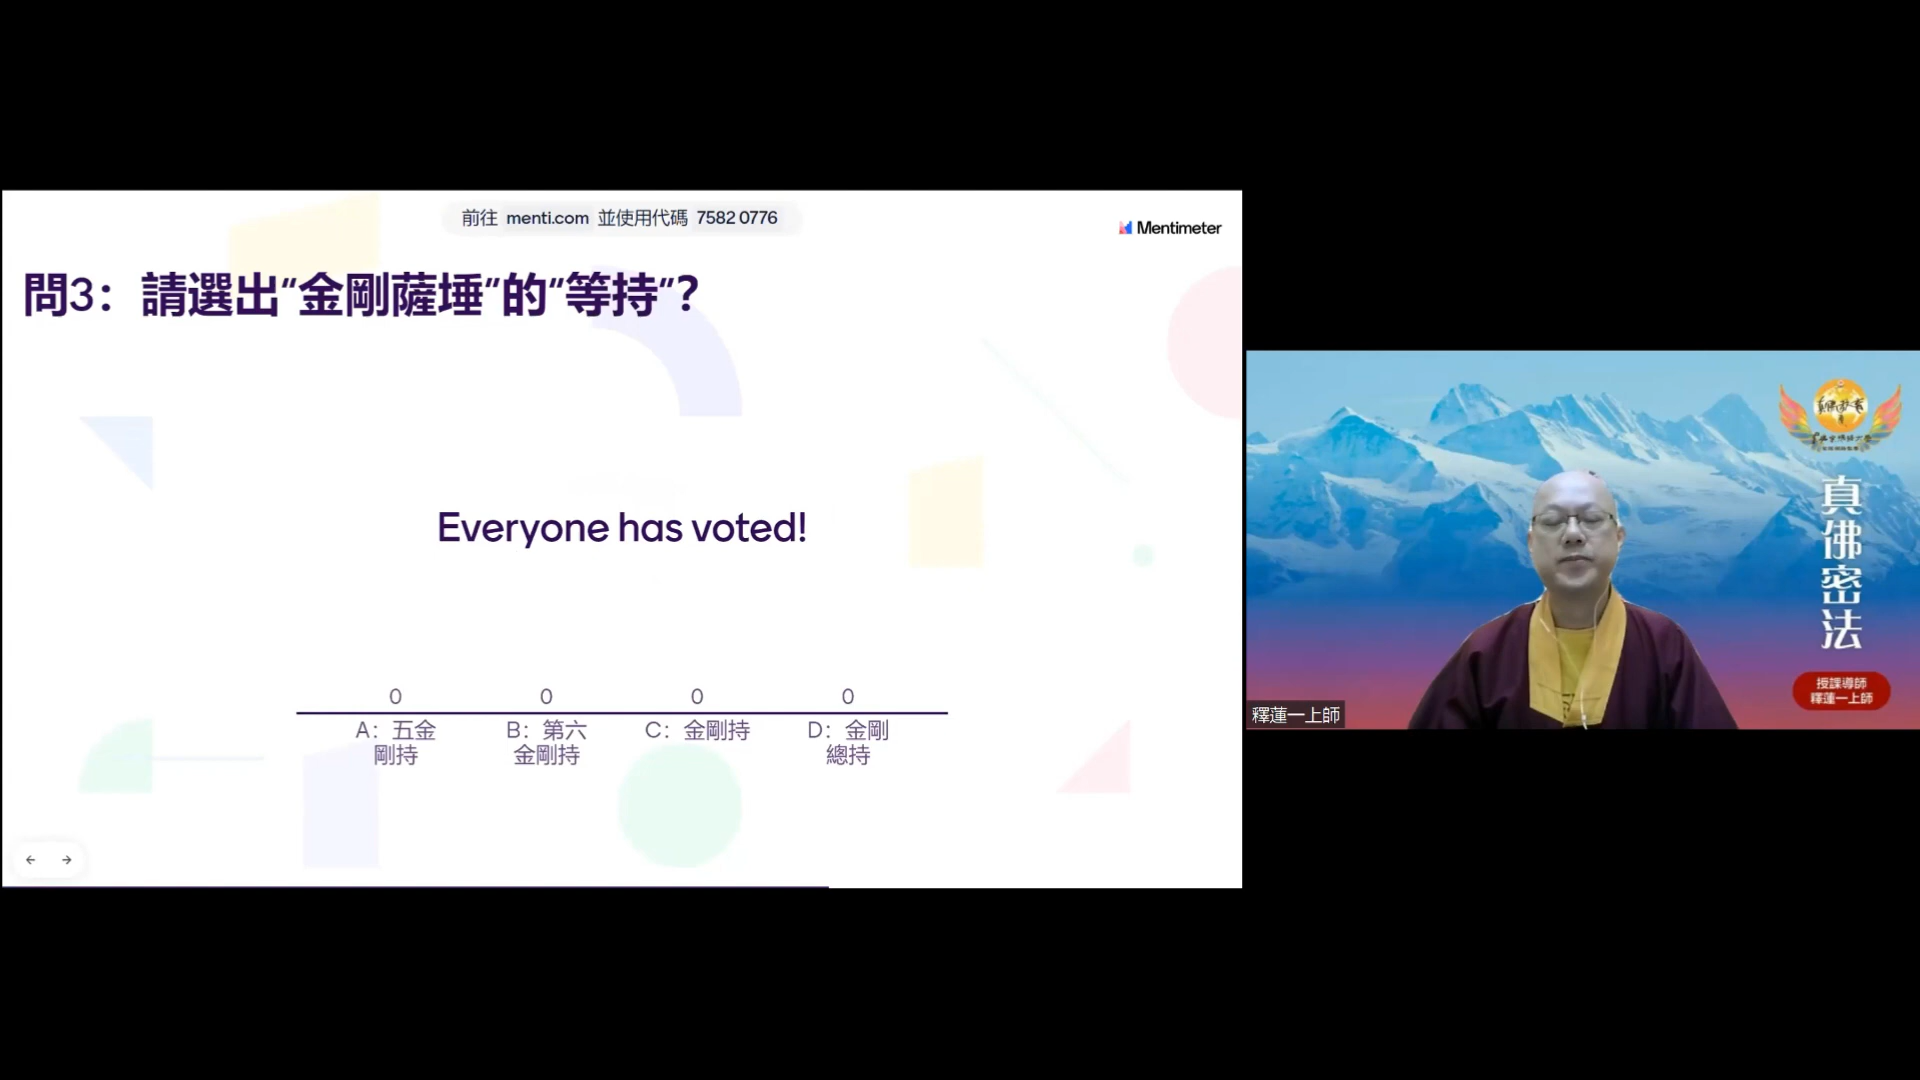 前往 menti.com 並使用代碼 7582 0776
Mentimeter
問3：請選出“金剛薩埵”的“等持”？
Everyone has voted!
0 0 0 0
A：五金剛持
B：第六金剛持
C：金剛持
D：金剛總持
真佛密法
授課導師
釋蓮一上師
釋蓮一上師